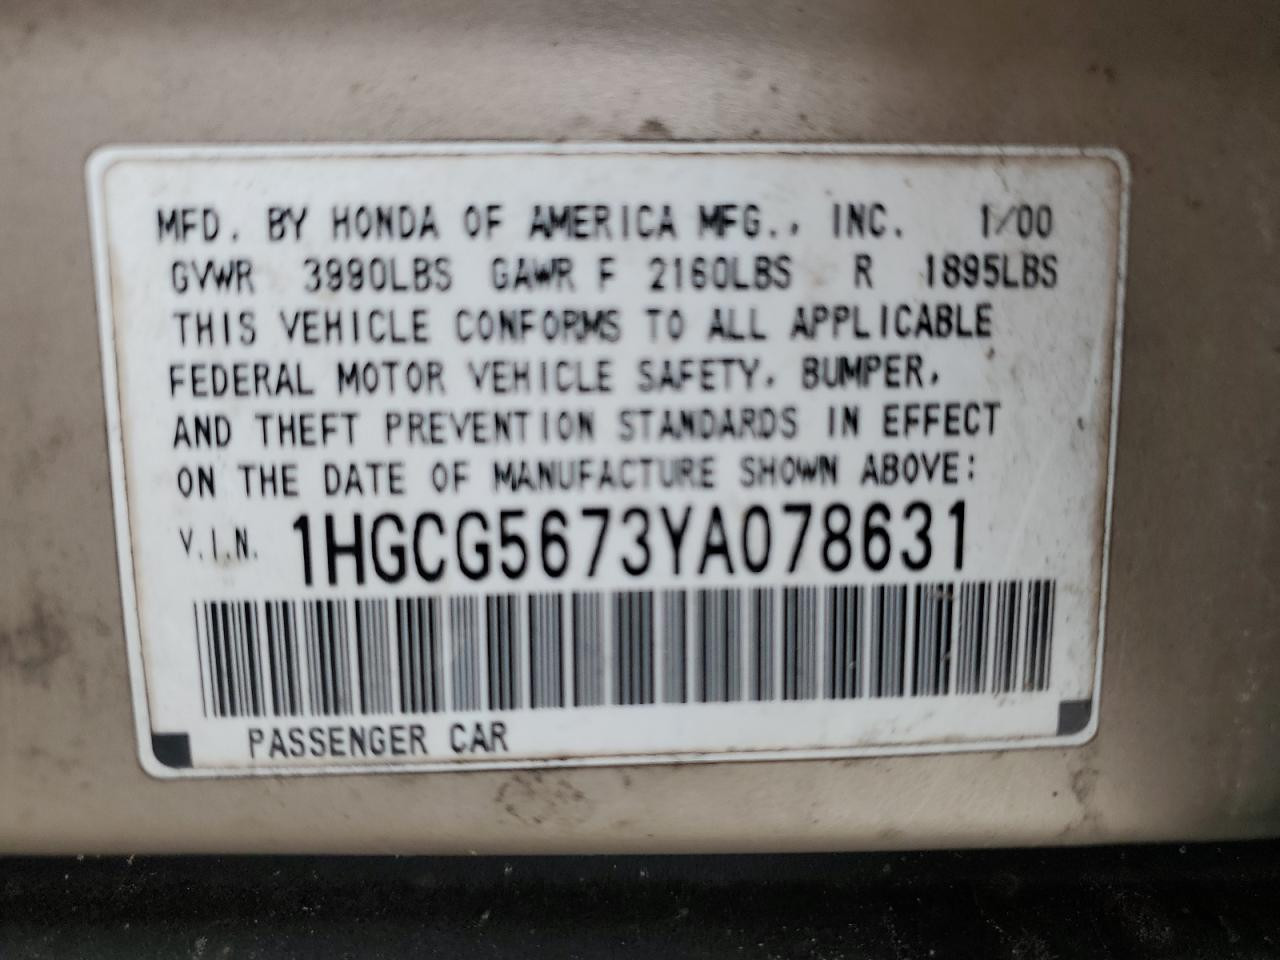 MFD. BY HONDA OF AMERICA MFG., INC. 1/00
GVWR 3990LBS GAWR F 2160LBS R 1895LBS
THIS VEHICLE CONFORMS TO ALL APPLICABLE
FEDERAL MOTOR VEHICLE SAFETY, BUMPER,
AND THEFT PREVENTION STANDARDS IN EFFECT
ON THE DATE OF MANUFACTURE SHOWN ABOVE:
V.I.N. 1HGCG5673YA078631
PASSENGER CAR